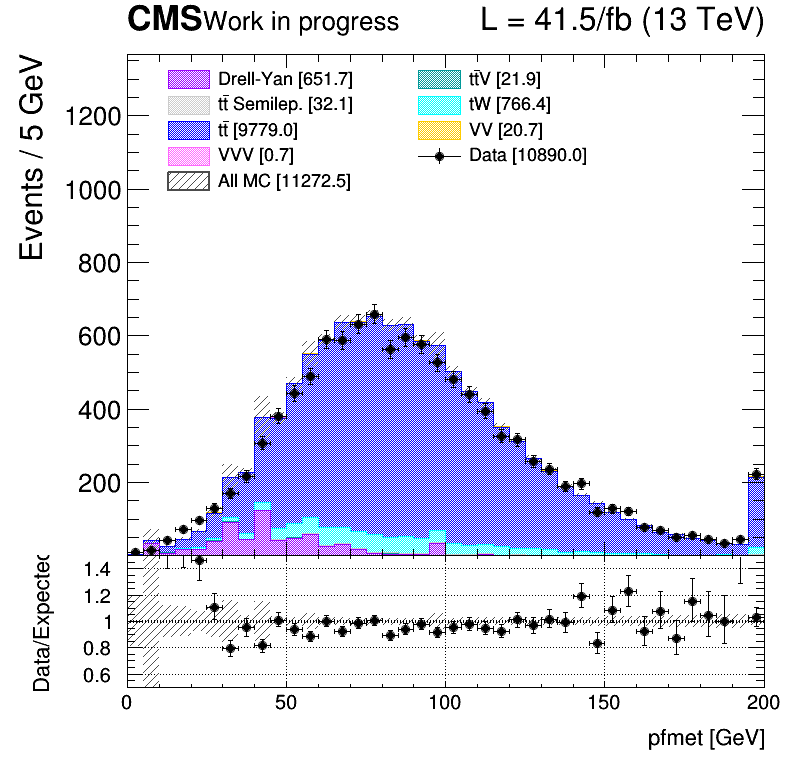 CMS Work in progress L = 41.5/fb (13 TeV)
Events / 5 GeV
Drell-Yan [651.7]
tt̄ Semilep. [32.1]
tt̄ [9779.0]
VVV [0.7]
All MC [11272.5]
tt̄V [21.9]
tW [766.4]
VV [20.7]
Data [10890.0]
1200
1000
800
600
400
200
Data/Expected
1.4
1.2
1
0.8
0.6
0 50 100 150 200
pfmet [GeV]